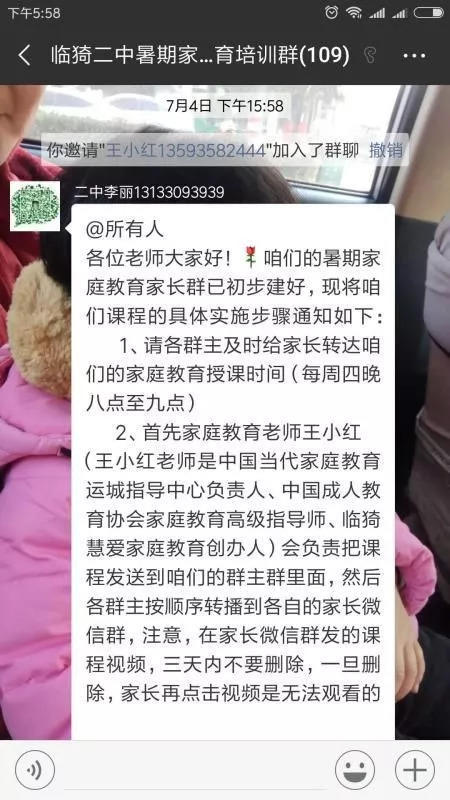 下午5:58
临猗二中暑期家...育培训群(109)
7月4日 下午15:58
你邀请"王小红13593582444"加入了群聊 撤销
二中李丽13133093939
@所有人
各位老师大家好！🌹咱们的暑期家
庭教育家长群已初步建好，现将咱
们课程的具体实施步骤通知如下：
1、请各群主及时给家长转达咱
们的家庭教育授课时间（每周四晚
八点至九点）
2、首先家庭教育老师王小红
（王小红老师是中国当代家庭教育
运城指导中心负责人、中国成人教
育协会家庭教育高级指导师、临猗
慧爱家庭教育创办人）会负责把课
程发送到咱们的群主群里面，然后
各群主按顺序转播到各自的家长微
信群，注意，在家长微信群发的课
程视频，三天内不要删除，一旦删
除，家长再点击视频是无法观看的